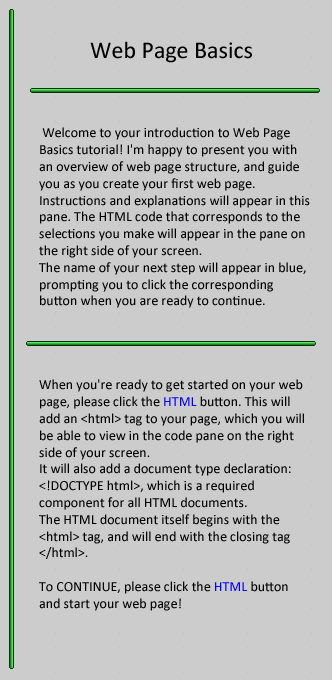 Web Page Basics
Welcome to your introduction to Web Page
Basics tutorial! I'm happy to present you with
an overview of web page structure, and guide
you as you create your first web page.
Instructions and explanations will appear in this
pane. The HTML code that corresponds to the
selections you make will appear in the pane on
the right side of your screen.
The name of your next step will appear in blue,
prompting you to click the corresponding
button when you are ready to continue.
When you're ready to get started on your web
page, please click the HTML button. This will
add an <html> tag to your page, which you will
be able to view in the code pane on the right
side of your screen.
It will also add a document type declaration:
<!DOCTYPE html>, which is a required
component for all HTML documents.
The HTML document itself begins with the
<html> tag, and will end with the closing tag
</html>.
To CONTINUE, please click the HTML button
and start your web page!